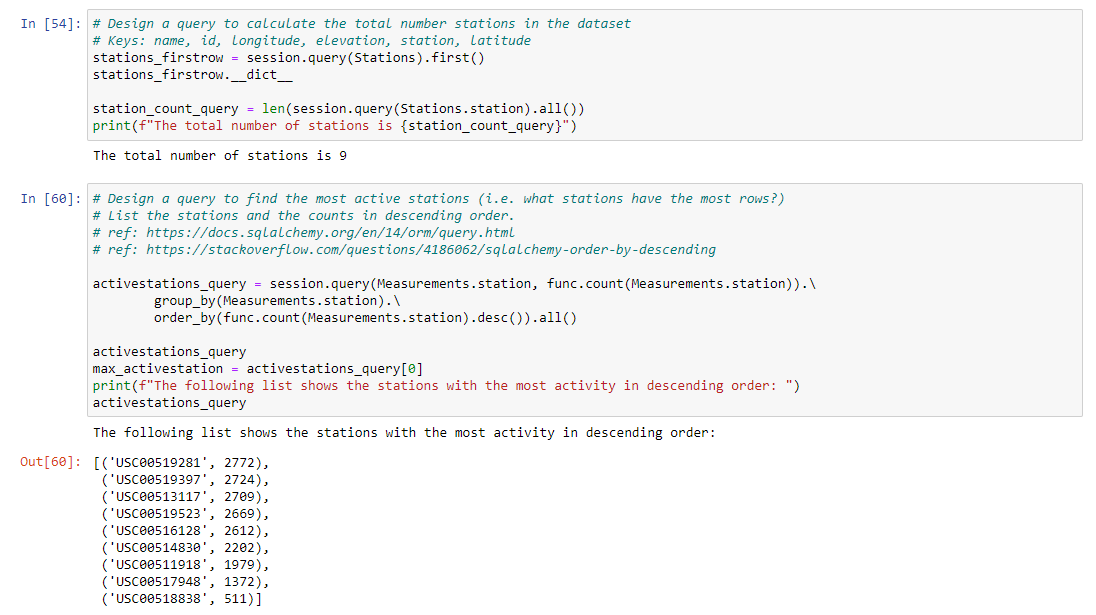 In [54]: # Design a query to calculate the total number stations in the dataset
# Keys: name, id, longitude, elevation, station, latitude
stations_firstrow = session.query(Stations).first()
stations_firstrow.__dict__
station_count_query = len(session.query(Stations.station).all())
print(f"The total number of stations is {station_count_query}")
The total number of stations is 9
In [60]: # Design a query to find the most active stations (i.e. what stations have the most rows?)
# List the stations and the counts in descending order.
# ref: https://docs.sqlalchemy.org/en/14/orm/query.html
# ref: https://stackoverflow.com/questions/4186062/sqlalchemy-order-by-descending
activestations_query = session.query(Measurements.station, func.count(Measurements.station)).\
group_by(Measurements.station).\
order_by(func.count(Measurements.station).desc()).all()
activestations_query
max_activestation = activestations_query[0]
print(f"The following list shows the stations with the most activity in descending order: ")
activestations_query
The following list shows the stations with the most activity in descending order:
Out[60]: [('USC00519281', 2772),
('USC00519397', 2724),
('USC00513117', 2709),
('USC00519523', 2669),
('USC00516128', 2612),
('USC00514830', 2202),
('USC00511918', 1979),
('USC00517948', 1372),
('USC00518838', 511)]